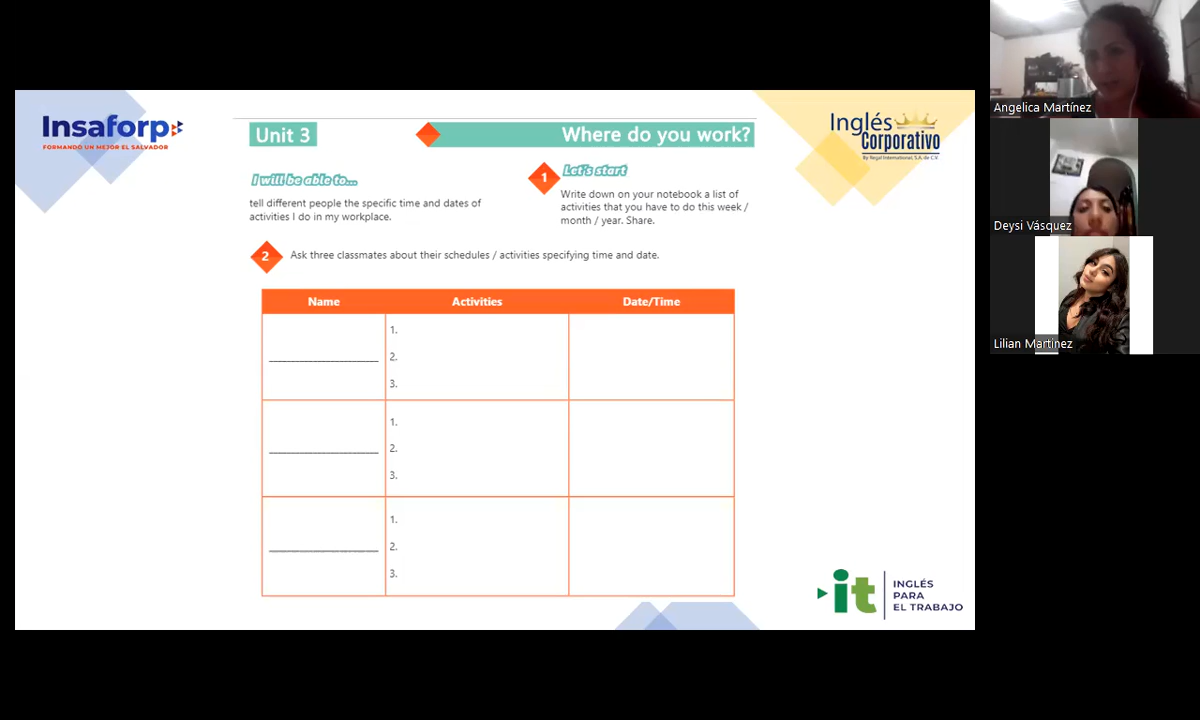 Insaforp
FORMANDO UN MEJOR EL SALVADOR
Unit 3
Where do you work?
Inglés
Corporativo
By Regal International, S.A. de C.V.
I will be able to...
tell different people the specific time and dates of
activities I do in my workplace.
1
Let's start
Write down on your notebook a list of
activities that you have to do this week /
month / year. Share.
2
Ask three classmates about their schedules / activities specifying time and date.
Name Activities Date/Time
1.
2.
3.
1.
2.
3.
1.
2.
3.
it
INGLÉS
PARA
EL TRABAJO
Angelica Martínez
Deysi Vásquez
Lilian Martinez